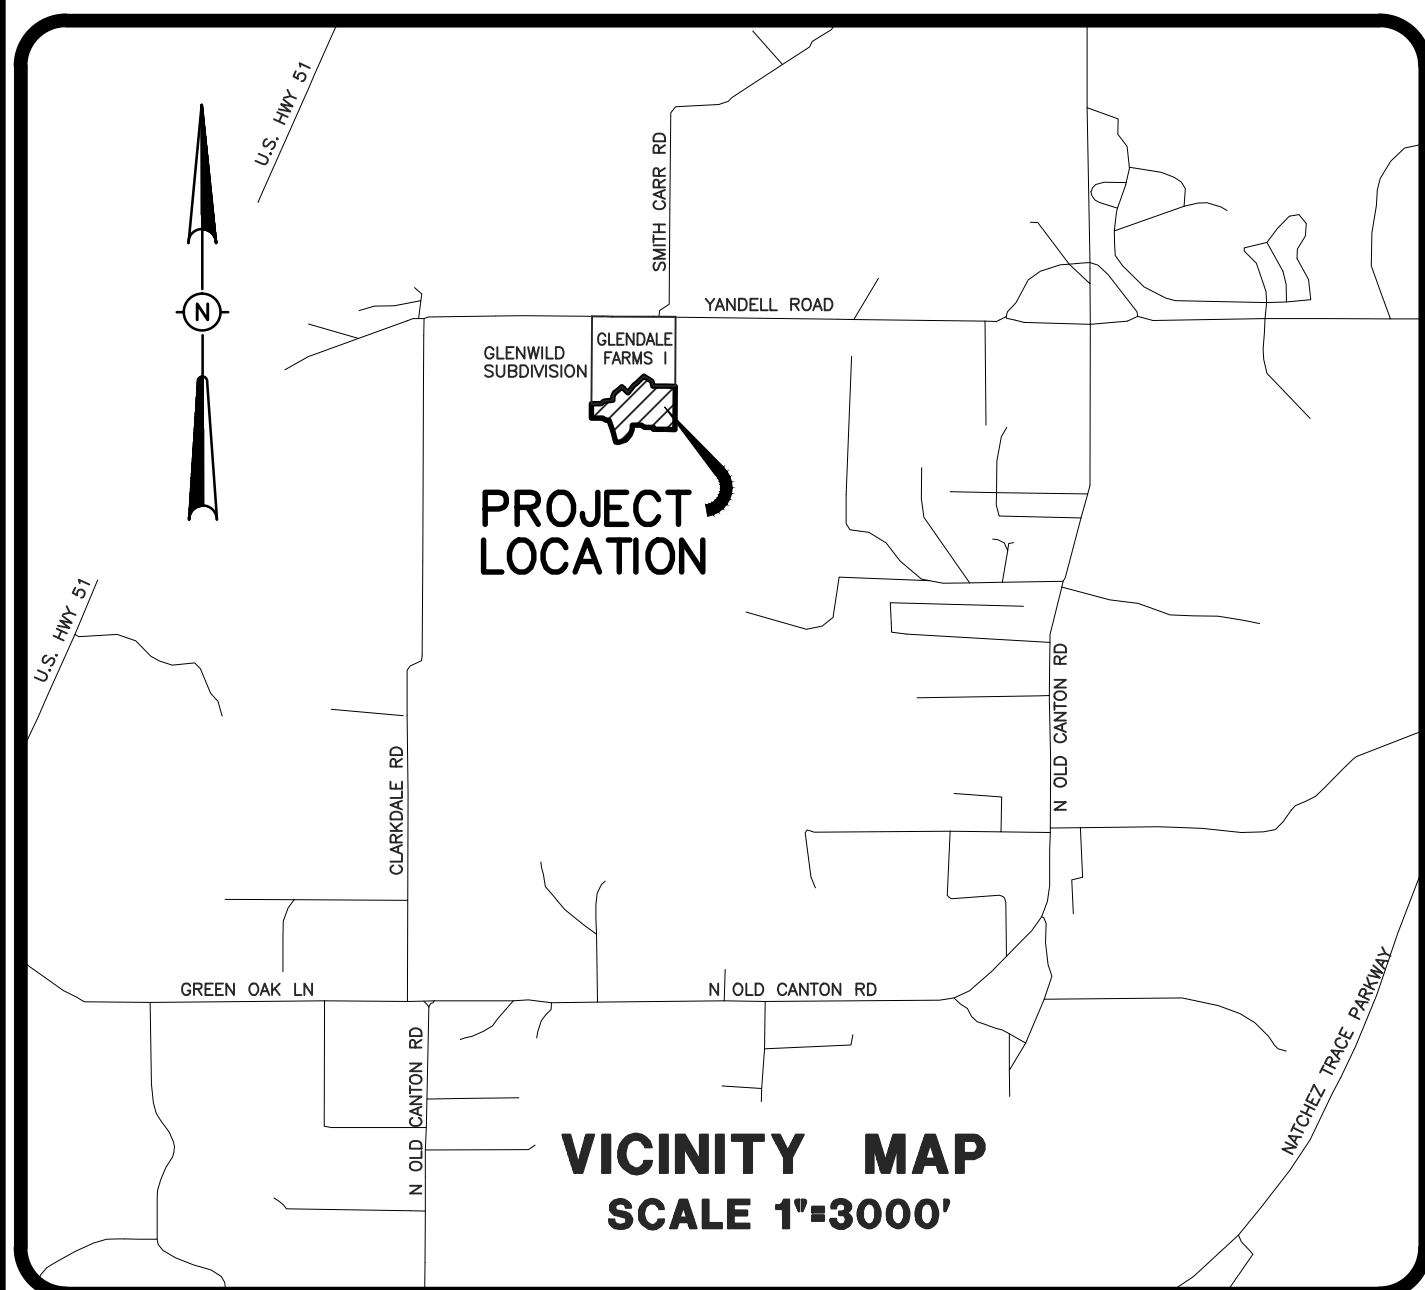 U.S. HWY 51
SMITH CARR RD
N
YANDELL ROAD
GLENWILD
SUBDIVISION
GLENDALE
FARMS I
PROJECT
LOCATION
U.S. HWY 51
N OLD CANTON RD
CLARKDALE RD
GREEN OAK LN
N OLD CANTON RD
NATCHEZ TRACE PARKWAY
N OLD CANTON RD
VICINITY MAP
SCALE 1"=3000'